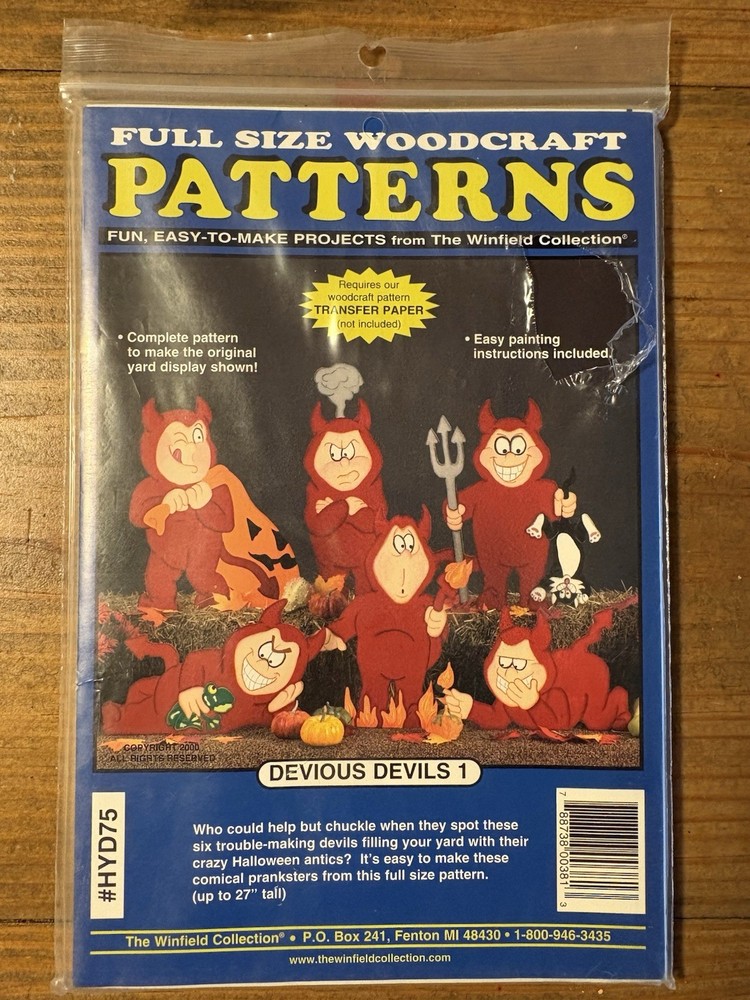 FULL SIZE WOODCRAFT
PATTERNS
FUN, EASY-TO-MAKE PROJECTS from The Winfield Collection®
Requires our
woodcraft pattern
TRANSFER PAPER
(not included)
• Complete pattern
to make the original
yard display shown!
• Easy painting
instructions included.
COPYRIGHT 2000
ALL RIGHTS RESERVED
DEVIOUS DEVILS 1
#HYD75
Who could help but chuckle when they spot these
six trouble-making devils filling your yard with their
crazy Halloween antics? It's easy to make these
comical pranksters from this full size pattern.
(up to 27" tall)
7 88738 00381 3
The Winfield Collection® • P.O. Box 241, Fenton MI 48430 • 1-800-946-3435
www.thewinfieldcollection.com